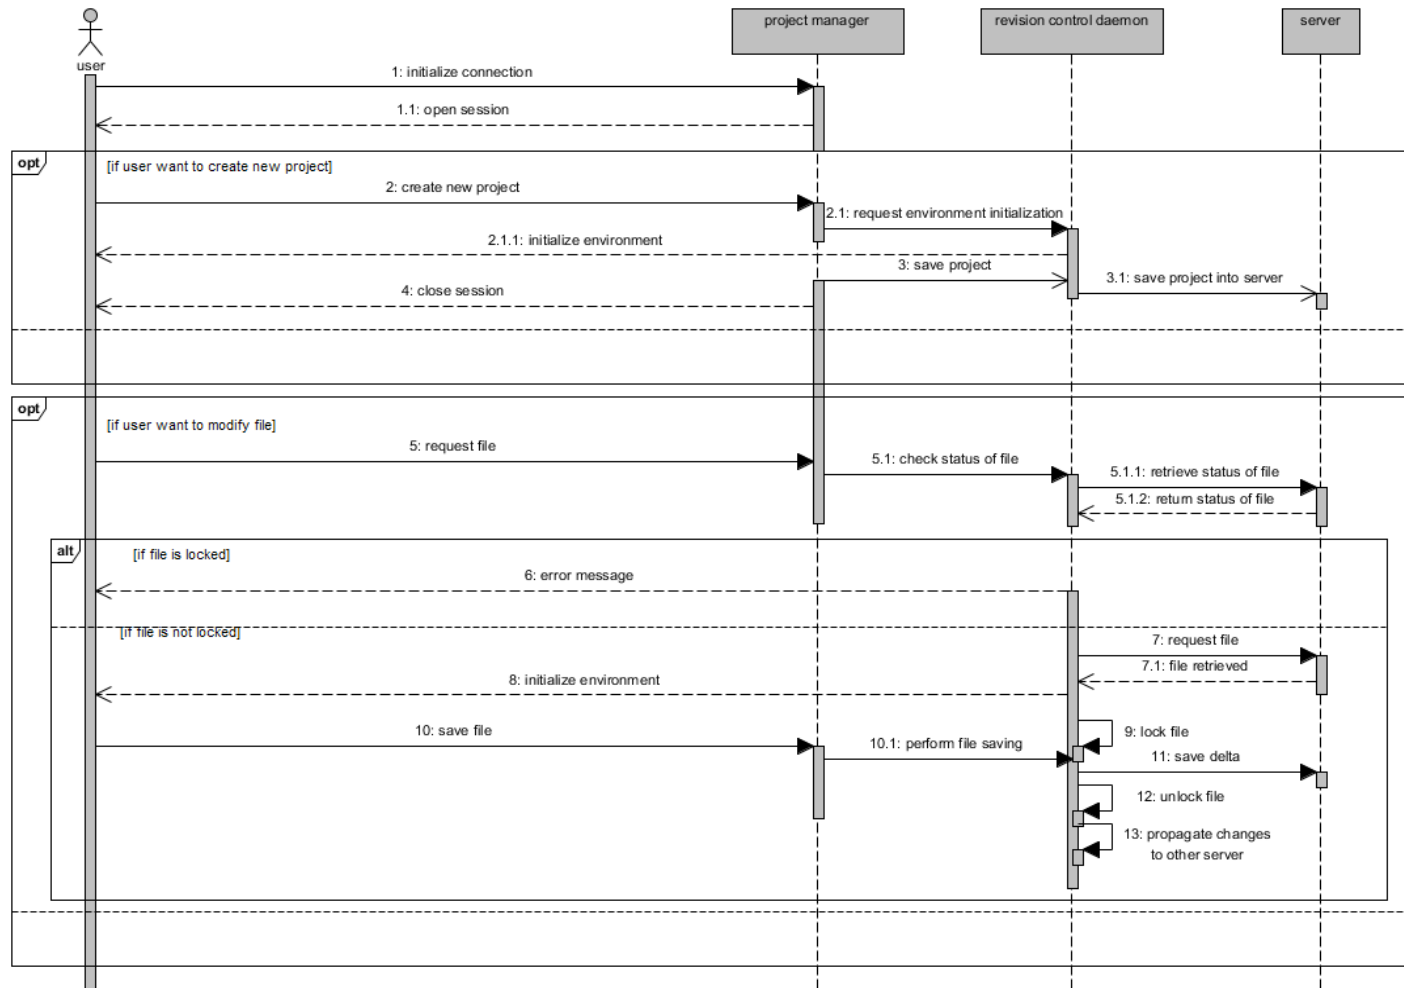 user
project manager
revision control daemon
server
1: initialize connection
1.1: open session
opt
[if user want to create new project]
2: create new project
2.1: request environment initialization
2.1.1: initialize environment
3: save project
3.1: save project into server
4: close session
opt
[if user want to modify file]
5: request file
5.1: check status of file
5.1.1: retrieve status of file
5.1.2: return status of file
alt
[if file is locked]
6: error message
[if file is not locked]
7: request file
7.1: file retrieved
8: initialize environment
9: lock file
10: save file
10.1: perform file saving
11: save delta
12: unlock file
13: propagate changes
to other server